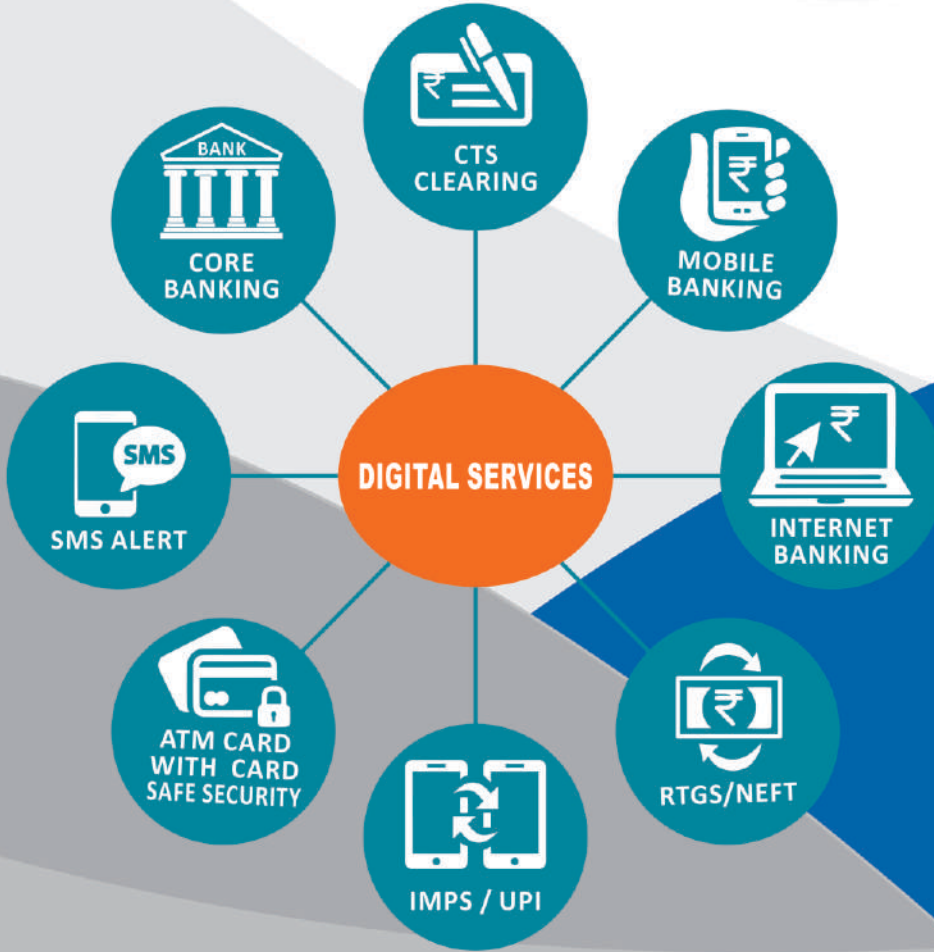 CTS
CLEARING
BANK
CORE
BANKING
₹
MOBILE
BANKING
DIGITAL SERVICES
SMS
SMS ALERT
₹
INTERNET
BANKING
ATM CARD
WITH CARD
SAFE SECURITY
₹
RTGS/NEFT
IMPS / UPI
₹